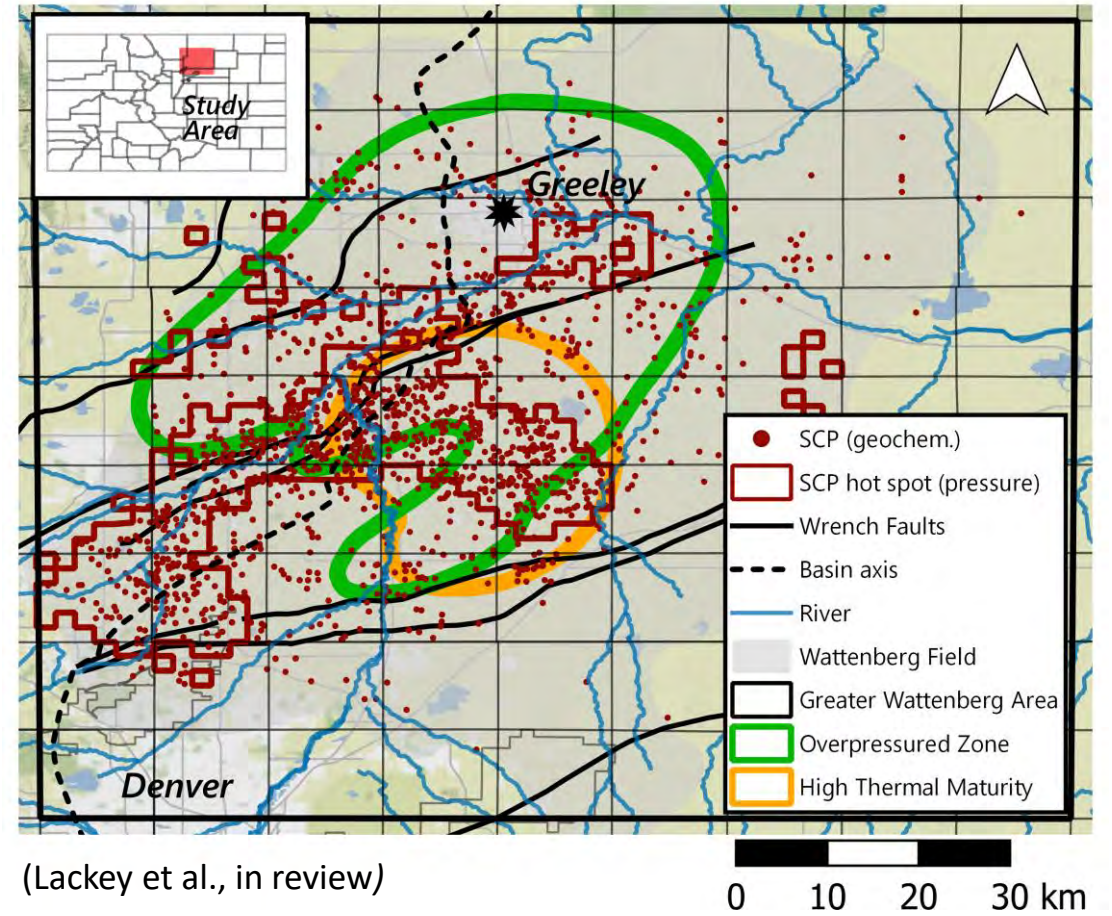 Study
Area
Greeley
Denver
SCP (geochem.)
SCP hot spot (pressure)
Wrench Faults
Basin axis
River
Wattenberg Field
Greater Wattenberg Area
Overpressured Zone
High Thermal Maturity
(Lackey et al., in review)
0 10 20 30 km